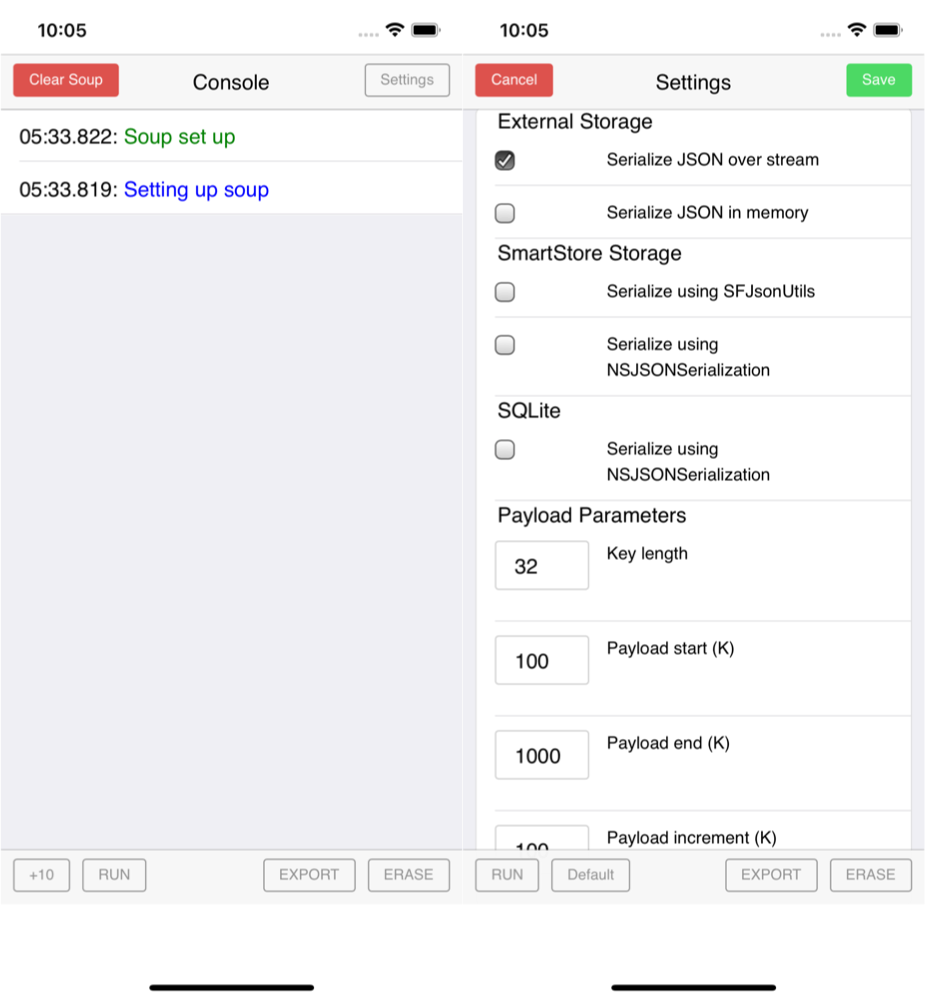 10:05
Clear Soup
Console
Settings
05:33.822: Soup set up
05:33.819: Setting up soup
+10
RUN
EXPORT
ERASE
10:05
Cancel
Settings
Save
External Storage
Serialize JSON over stream
Serialize JSON in memory
SmartStore Storage
Serialize using SFJsonUtils
Serialize using
NSJSONSerialization
SQLite
Serialize using
NSJSONSerialization
Payload Parameters
32
Key length
100
Payload start (K)
1000
Payload end (K)
100
Payload increment (K)
RUN
Default
EXPORT
ERASE